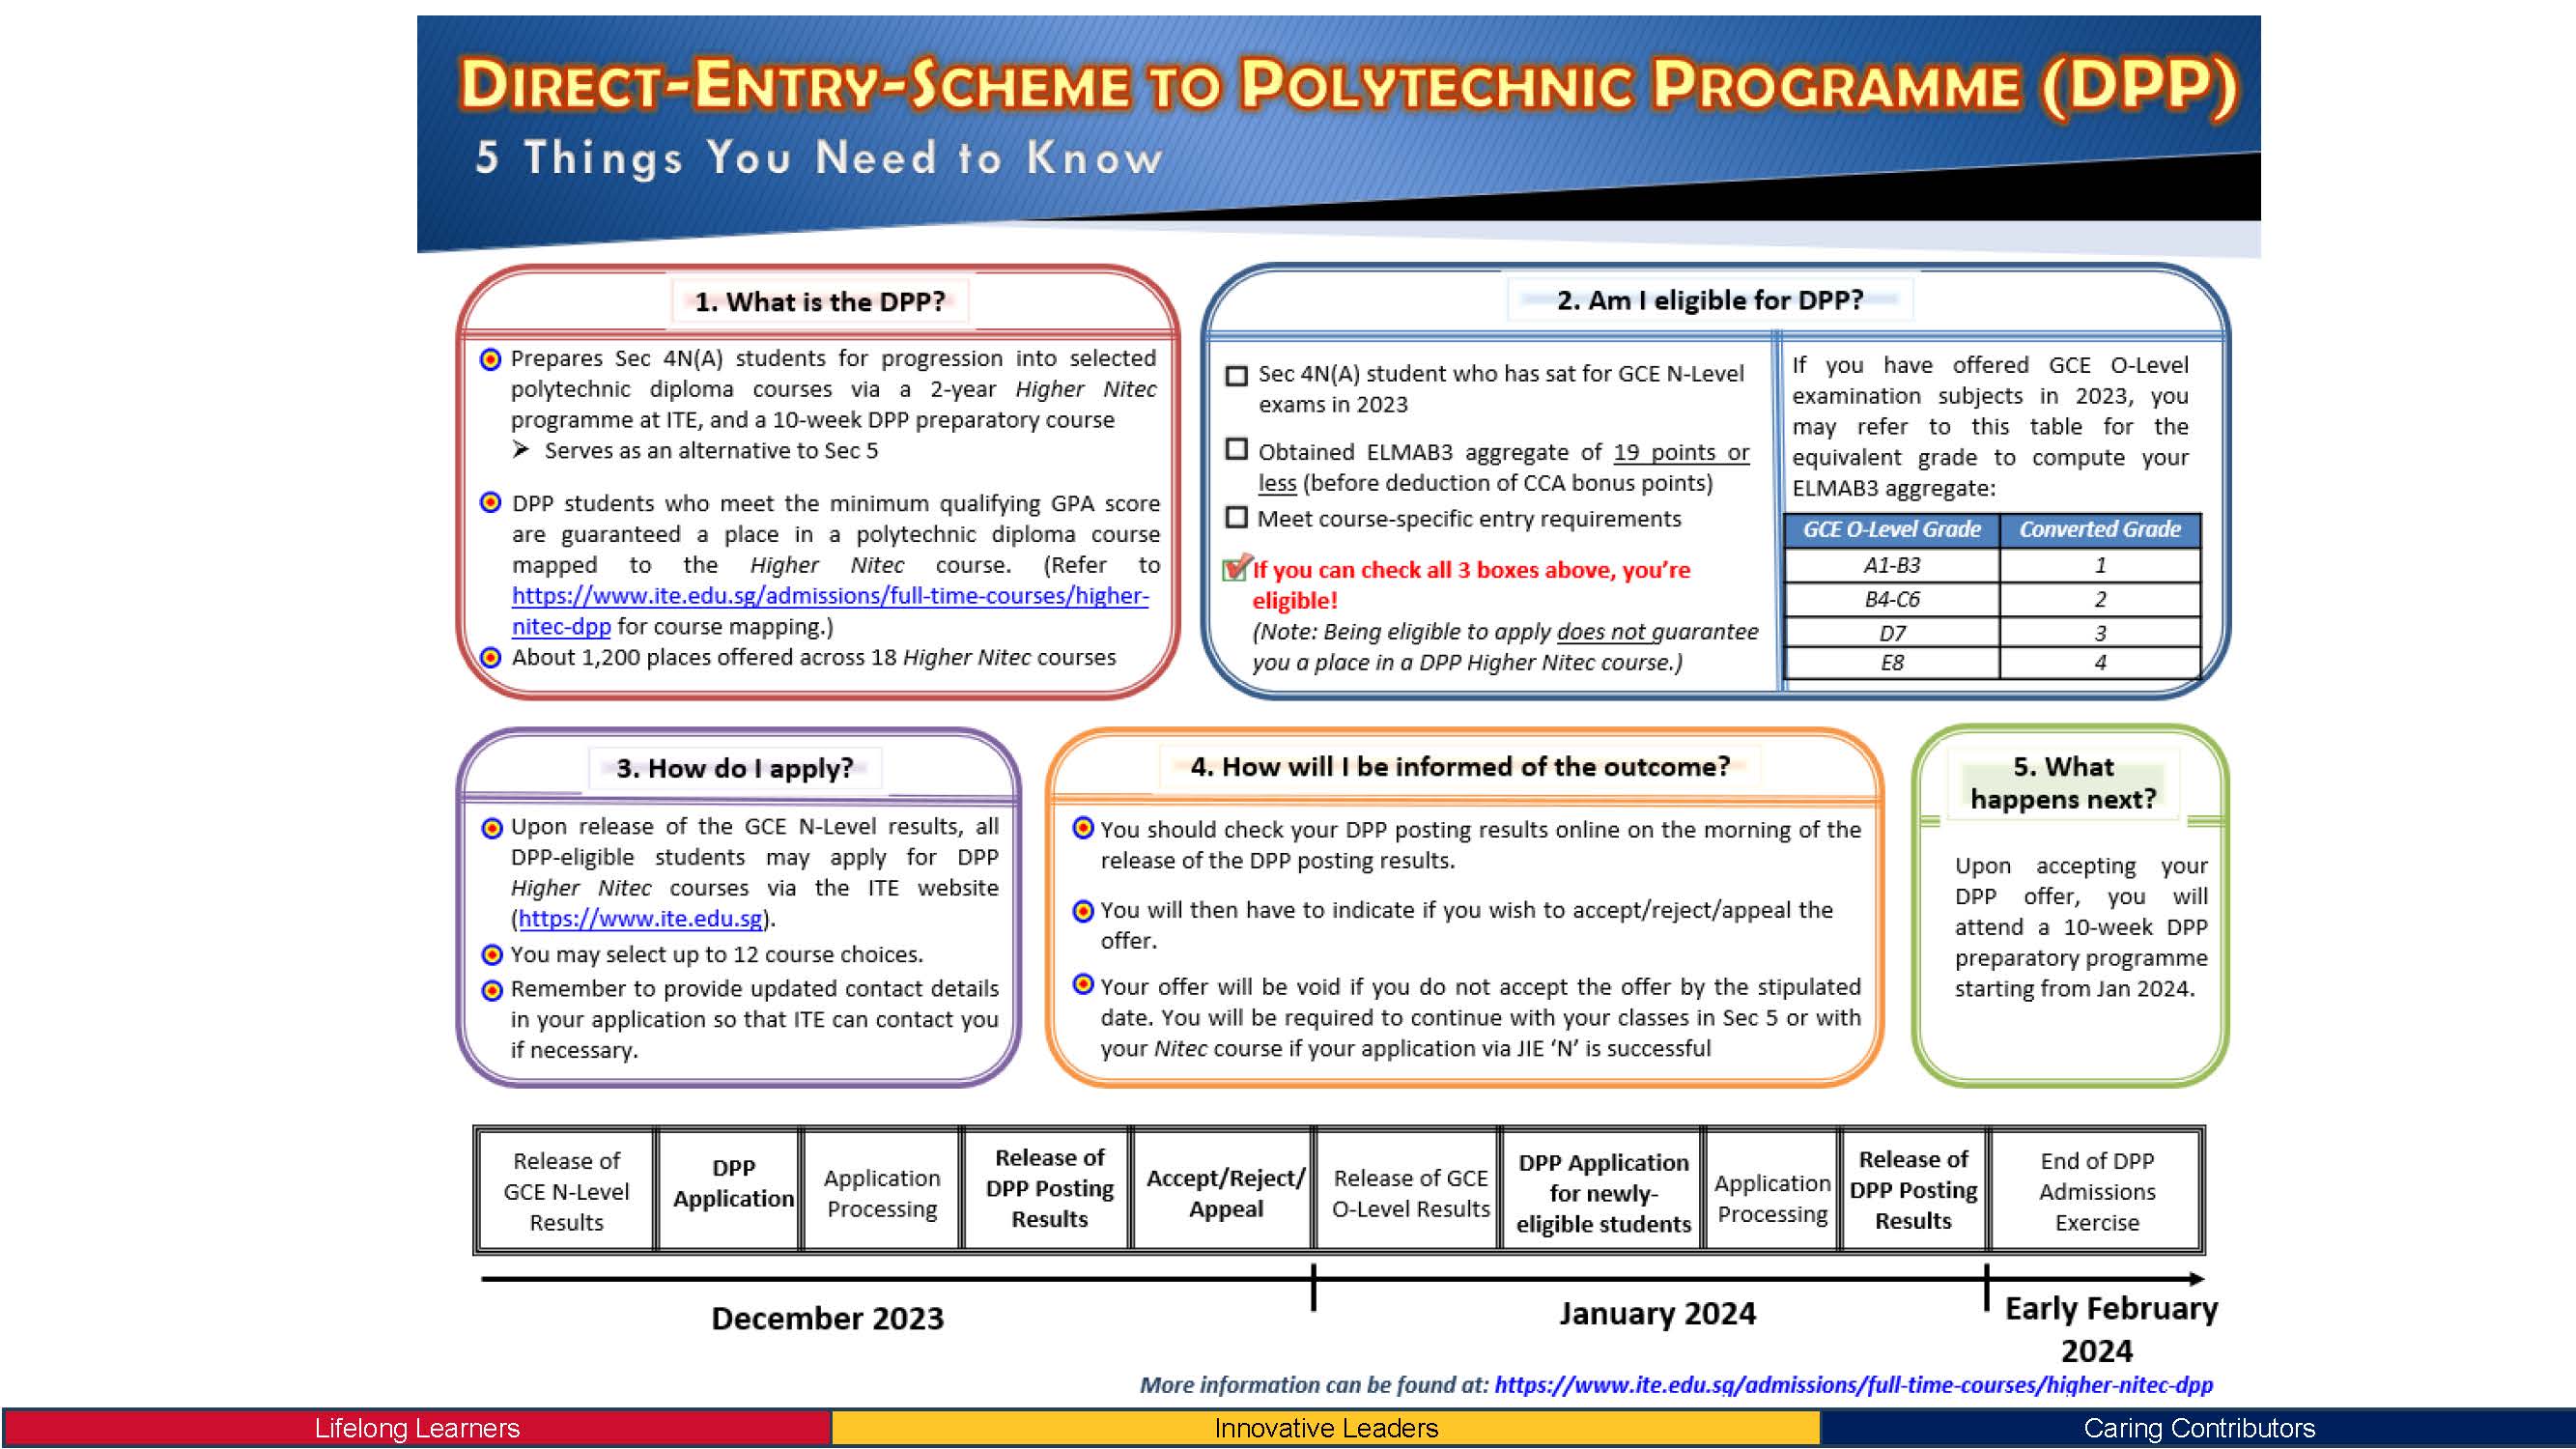 DIRECT-ENTRY-SCHEME TO POLYTECHNIC PROGRAMME (DPP)
5 Things You Need to Know
1. What is the DPP?
Prepares Sec 4N(A) students for progression into selected
polytechnic diploma courses via a 2-year Higher Nitec
programme at ITE, and a 10-week DPP preparatory course
➤ Serves as an alternative to Sec 5
DPP students who meet the minimum qualifying GPA score
are guaranteed a place in a polytechnic diploma course
mapped to the Higher Nitec course. (Refer to
https://www.ite.edu.sg/admissions/full-time-courses/higher-
nitec-dpp for course mapping.)
About 1,200 places offered across 18 Higher Nitec courses
2. Am I eligible for DPP?
Sec 4N(A) student who has sat for GCE N-Level
exams in 2023
Obtained ELMAB3 aggregate of 19 points or
less (before deduction of CCA bonus points)
Meet course-specific entry requirements
If you can check all 3 boxes above, you’re
eligible!
(Note: Being eligible to apply does not guarantee
you a place in a DPP Higher Nitec course.)
If you have offered GCE O-Level
examination subjects in 2023, you
may refer to this table for the
equivalent grade to compute your
ELMAB3 aggregate:
GCE O-Level Grade Converted Grade
A1-B3 1
B4-C6 2
D7 3
E8 4
3. How do I apply?
Upon release of the GCE N-Level results, all
DPP-eligible students may apply for DPP
Higher Nitec courses via the ITE website
(https://www.ite.edu.sg).
You may select up to 12 course choices.
Remember to provide updated contact details
in your application so that ITE can contact you
if necessary.
4. How will I be informed of the outcome?
You should check your DPP posting results online on the morning of the
release of the DPP posting results.
You will then have to indicate if you wish to accept/reject/appeal the
offer.
Your offer will be void if you do not accept the offer by the stipulated
date. You will be required to continue with your classes in Sec 5 or with
your Nitec course if your application via JIE ‘N’ is successful
5. What
happens next?
Upon accepting your
DPP offer, you will
attend a 10-week DPP
preparatory programme
starting from Jan 2024.
Release of
GCE N-Level
Results
DPP
Application
Application
Processing
Release of
DPP Posting
Results
Accept/Reject/
Appeal
Release of GCE
O-Level Results
DPP Application
for newly-
eligible students
Application
Processing
Release of
DPP Posting
Results
End of DPP
Admissions
Exercise
December 2023
January 2024
Early February
2024
More information can be found at: https://www.ite.edu.sg/admissions/full-time-courses/higher-nitec-dpp
Lifelong Learners
Innovative Leaders
Caring Contributors